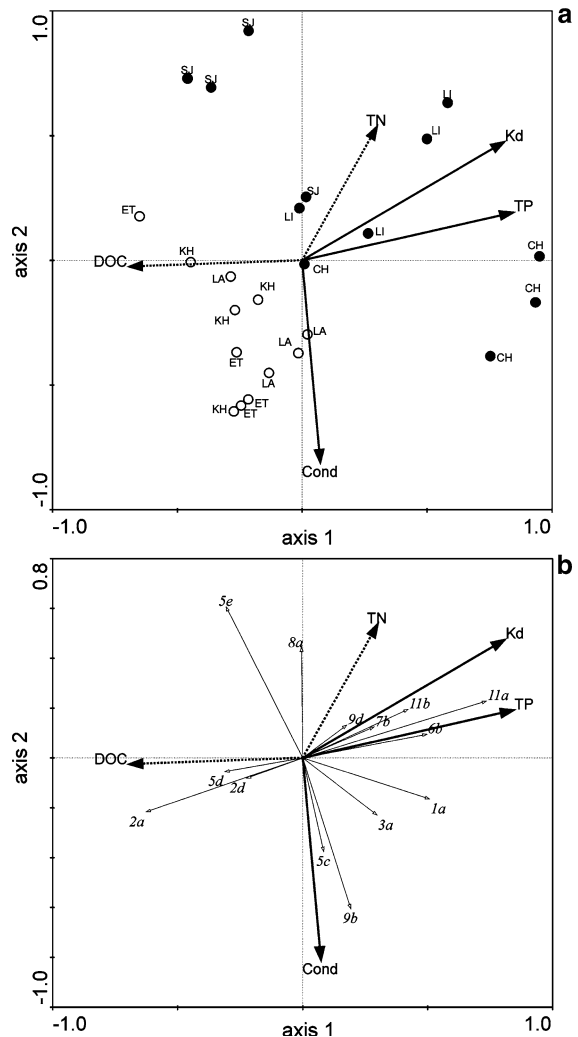 a
1.0
SJ
SJ
SJ
LI
LI
TN
Kd
SJ
TP
ET
LI
LI
axis 2
KH
CH
DOC
CH
LA
KH
CH
KH
LA
LA
ET
CH
LA
ET
KH
ET
Cond
-1.0
-1.0
axis 1
1.0
b
0.8
5e
TN
8a
Kd
11a
11b
TP
9d
7b
6b
axis 2
DOC
5d
2d
2a
1a
3a
5c
9b
Cond
-1.0
-1.0
axis 1
1.0